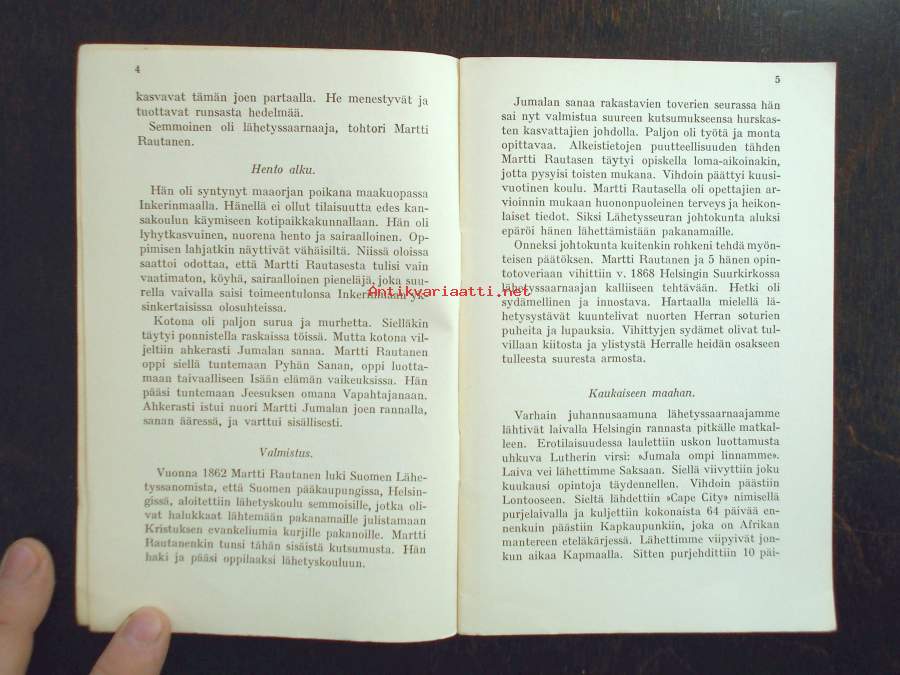 4
kasvavat tämän joen partaalla. He menestyvät ja
tuottavat runsasta hedelmää.
Semmoinen oli lähetyssaarnaaja, tohtori Martti
Rautanen.
Hento alku.
Hän oli syntynyt maaorjan poikana maakuopassa
Inkerinmaalla. Hänellä ei ollut tilaisuutta edes kan-
sakoulun käymiseen kotipaikkakunnallaan. Hän oli
lyhytkasvuinen, nuorena hento ja sairaalloinen. Op-
pimisen lahjatkin näyttivät vähäisiltä. Niissä oloissa
saattoi odottaa, että Martti Rautasesta tulisi vain
vaatimaton, köyhä, sairaalloinen pieneläjä, joka suu-
rella vaivalla saisi toimeentulonsa Inkerinmaan yk-
sinkertaisissa olosuhteissa.
Kotona oli paljon surua ja murhetta. Sielläkin
täytyi ponnistella raskaissa töissä. Mutta kotona vil-
jeltiin ahkerasti Jumalan sanaa. Martti Rautanen
oppi siellä tuntemaan Pyhän Sanan, oppi luotta-
maan taivaalliseen Isään elämän vaikeuksissa. Hän
pääsi tuntemaan Jeesuksen omana Vapahtajanaan.
Ahkerasti istui nuori Martti Jumalan joen rannalla,
sanan ääressä, ja varttui sisällisesti.
Valmistus.
Vuonna 1862 Martti Rautanen luki Suomen Lähe-
tyssanomista, että Suomen pääkaupungissa, Helsin-
gissä, aloitettiin lähetyskoulu semmoisille, jotka oli-
vat halukkaat lähtemään pakanamaille julistamaan
Kristuksen evankeliumia kurjille pakanoille. Martti
Rautanenkin tunsi tähän sisäistä kutsumusta. Hän
haki ja pääsi oppilaaksi lähetyskouluun.
5
Jumalan sanaa rakastavien toverien seurassa hän
sai nyt valmistua suureen kutsumukseensa hurskas-
ten kasvattajien johdolla. Paljon oli työtä ja monta
opittavaa. Alkeistietojen puutteellisuuden tähden
Martti Rautasen täytyi opiskella loma-aikoinakin,
jotta pysyisi toisten mukana. Vihdoin päättyi kuusi-
vuotinen koulu. Martti Rautasella oli opettajien ar-
vioinnin mukaan huononpuoleinen terveys ja heikon-
laiset tiedot. Siksi Lähetysseuran johtokunta aluksi
epäröi hänen lähettämistään pakanamaille.
Onneksi johtokunta kuitenkin rohkeni tehdä myön-
teisen päätöksen. Martti Rautanen ja 5 hänen opin-
totoveriaan vihittiin v. 1868 Helsingin Suurkirkossa
lähetyssaarnaajan kalliiseen tehtävään. Hetki oli
sydämellinen ja innostava. Hartaalla mielellä lä-
hetysystävät kuuntelivat nuorten Herran soturien
puheita ja lupauksia. Vihittyjen sydämet olivat tul-
villaan kiitosta ja ylistystä Herralle heidän osakseen
tulleesta suuresta armosta.
Kaukaiseen maahan.
Varhain juhannusaamuna lähetyssaarnaajamme
lähtivät laivalla Helsingin rannasta pitkälle matkal-
leen. Erotilaisuudessa laulettiin uskon luottamusta
uhkuva Lutherin virsi: »Jumala ompi linnamme».
Laiva vei lähettimme Saksaan. Siellä viivyttiin joku
kuukausi opintoja täydennellen. Vihdoin päästiin
Lontooseen. Sieltä lähdettiin »Cape City» nimisellä
purjelaivalla ja kuljettiin kokonaista 64 päivää en-
nenkuin päästiin Kapkaupunkiin, joka on Afrikan
mantereen eteläkärjessä. Lähettimme viipyivät jon-
kun aikaa Kapmaalla. Sitten purjehdittiin 10 päi-
Antikvariaatti.net